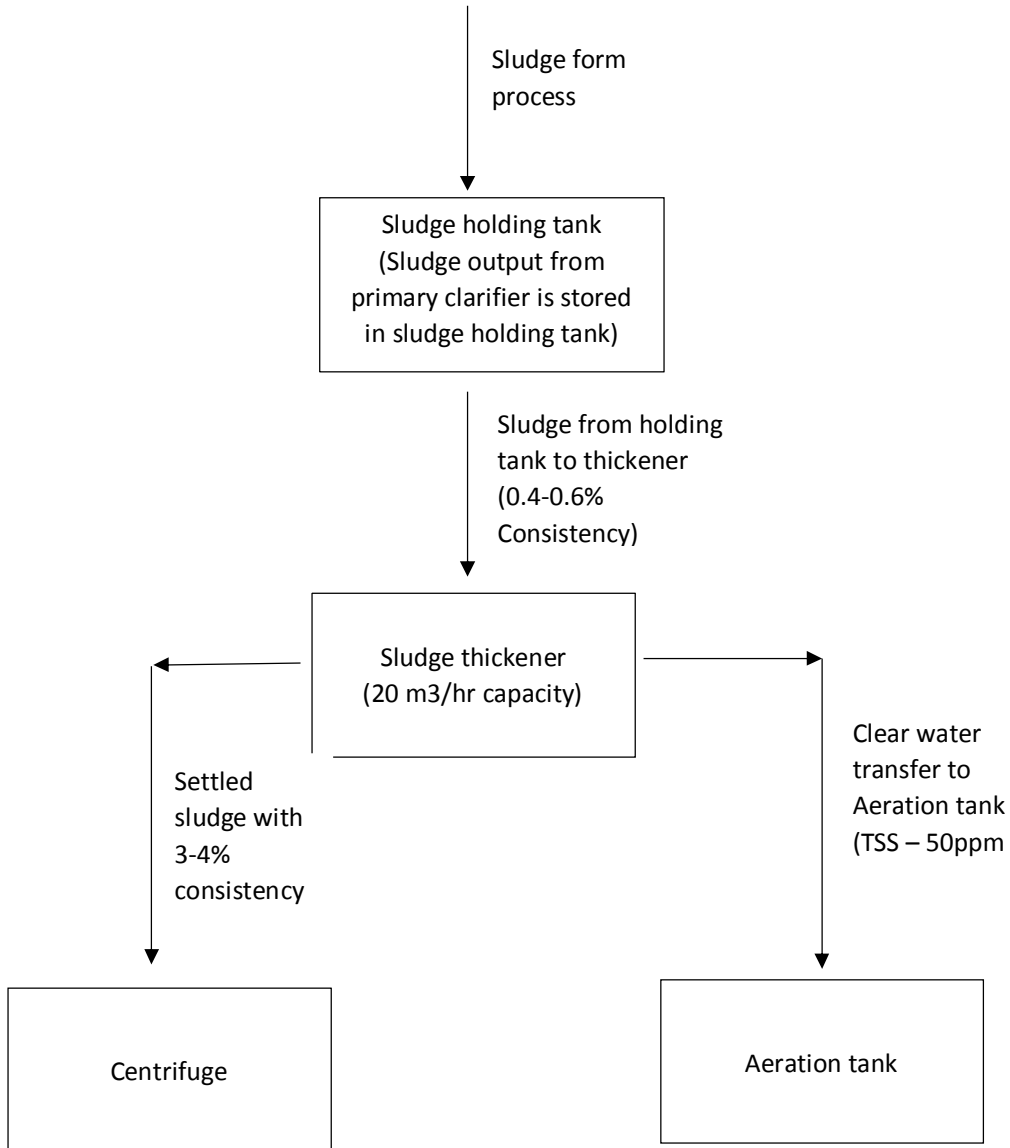 Sludge form
process
Sludge holding tank
(Sludge output from
primary clarifier is stored
in sludge holding tank)
Sludge from holding
tank to thickener
(0.4-0.6%
Consistency)
Sludge thickener
(20 m3/hr capacity)
Settled
sludge with
3-4%
consistency
Clear water
transfer to
Aeration tank
(TSS – 50ppm
Centrifuge
Aeration tank